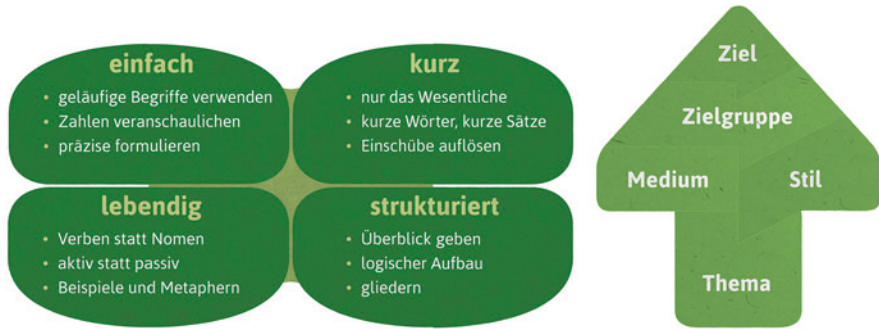 einfach
• geläufige Begriffe verwenden
• Zahlen veranschaulichen
• präzise formulieren
kurz
• nur das Wesentliche
• kurze Wörter, kurze Sätze
• Einschübe auflösen
lebendig
• Verben statt Nomen
• aktiv statt passiv
• Beispiele und Metaphern
strukturiert
• Überblick geben
• logischer Aufbau
• gliedern
Ziel
Zielgruppe
Medium Stil
Thema